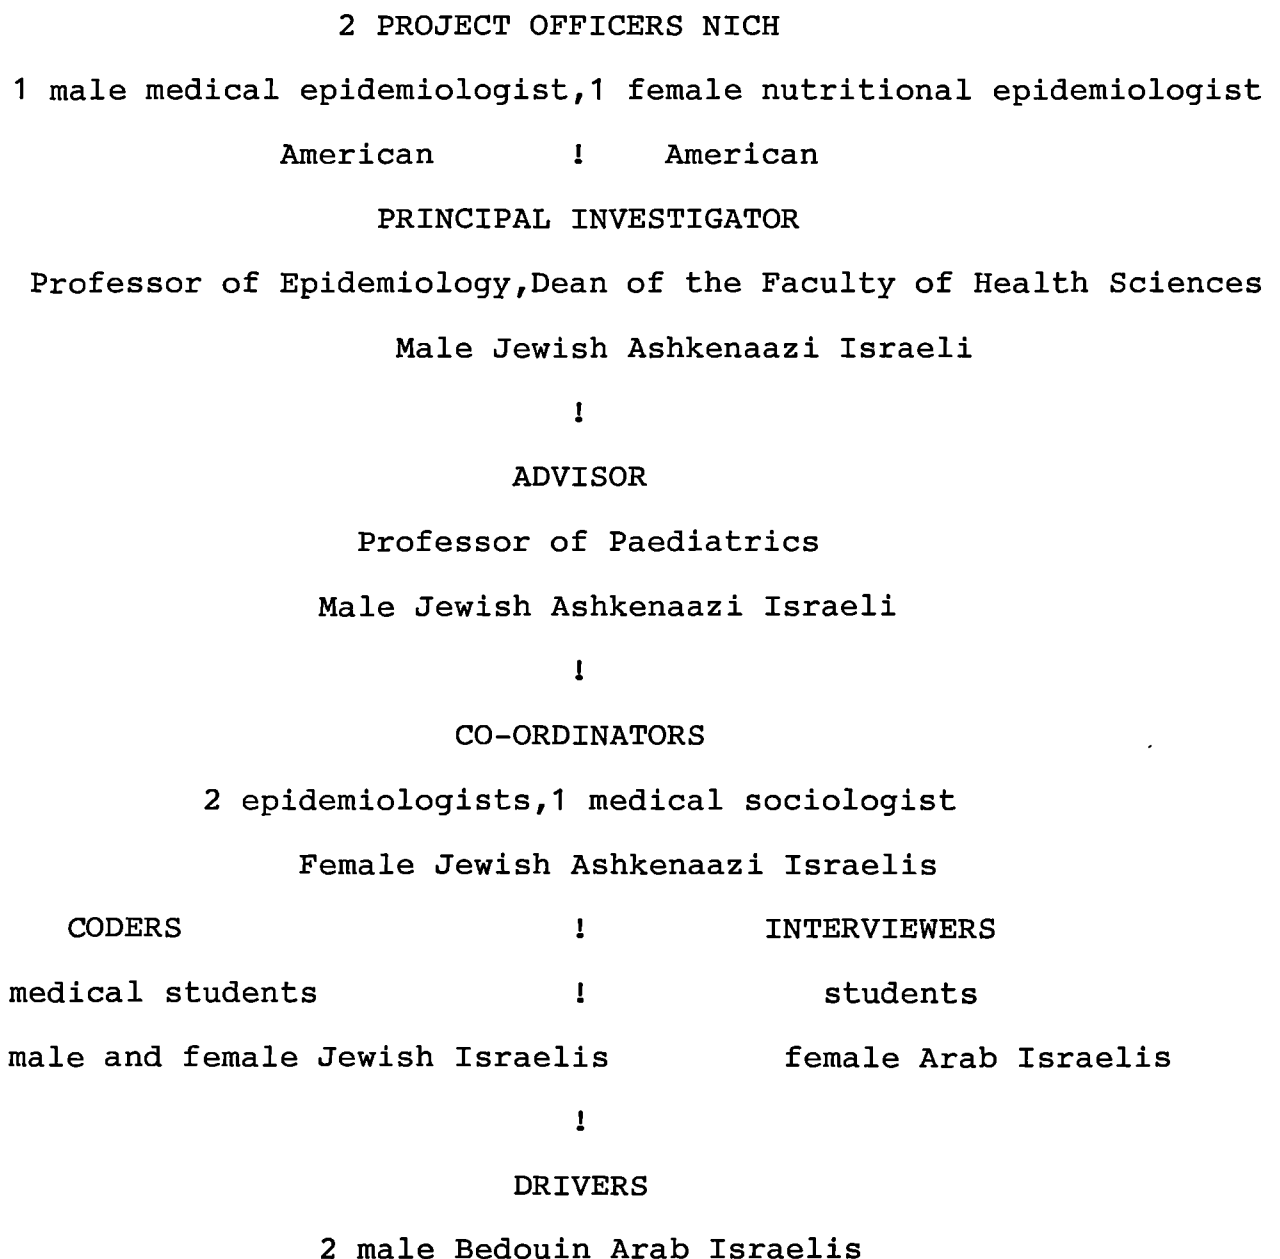 2 PROJECT OFFICERS NICH
1 male medical epidemiologist,1 female nutritional epidemiologist
American ! American
PRINCIPAL INVESTIGATOR
Professor of Epidemiology,Dean of the Faculty of Health Sciences
Male Jewish Ashkenaazi Israeli
!
ADVISOR
Professor of Paediatrics
Male Jewish Ashkenaazi Israeli
!
CO-ORDINATORS
2 epidemiologists,1 medical sociologist
Female Jewish Ashkenaazi Israelis
CODERS ! INTERVIEWERS
medical students ! students
male and female Jewish Israelis female Arab Israelis
!
DRIVERS
2 male Bedouin Arab Israelis